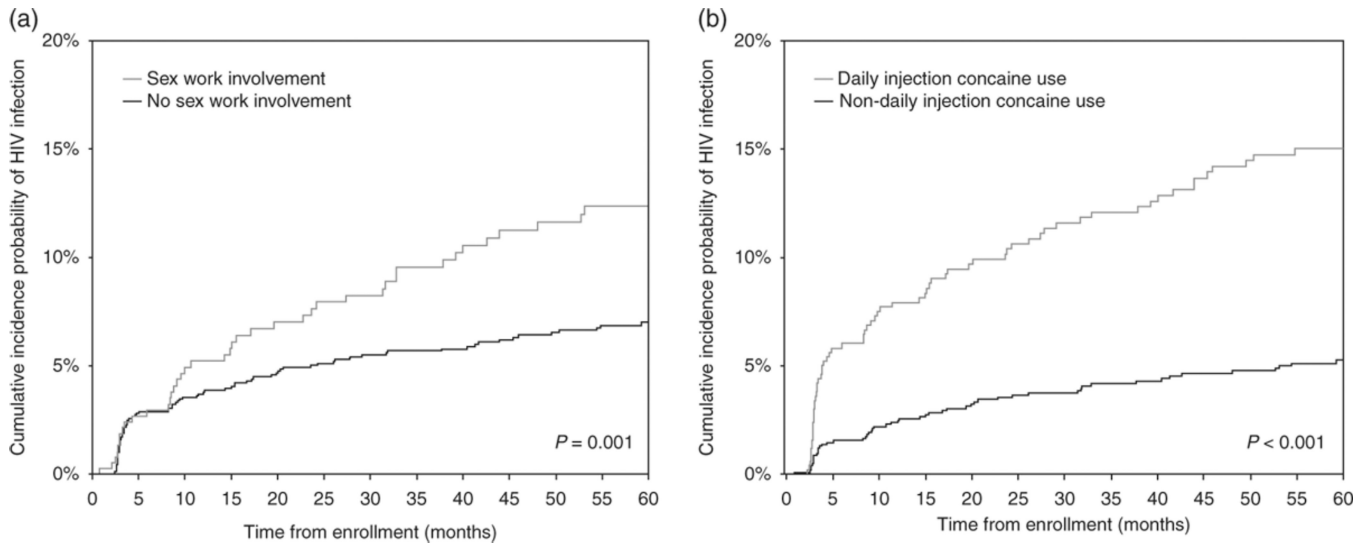 (a)
Cumulative incidence probability of HIV infection
20%
15%
10%
5%
0%
Sex work involvement
No sex work involvement
P = 0.001
0 5 10 15 20 25 30 35 40 45 50 55 60
Time from enrollment (months)
(b)
Cumulative incidence probability of HIV infection
20%
15%
10%
5%
0%
Daily injection concaine use
Non-daily injection concaine use
P < 0.001
0 5 10 15 20 25 30 35 40 45 50 55 60
Time from enrollment (months)